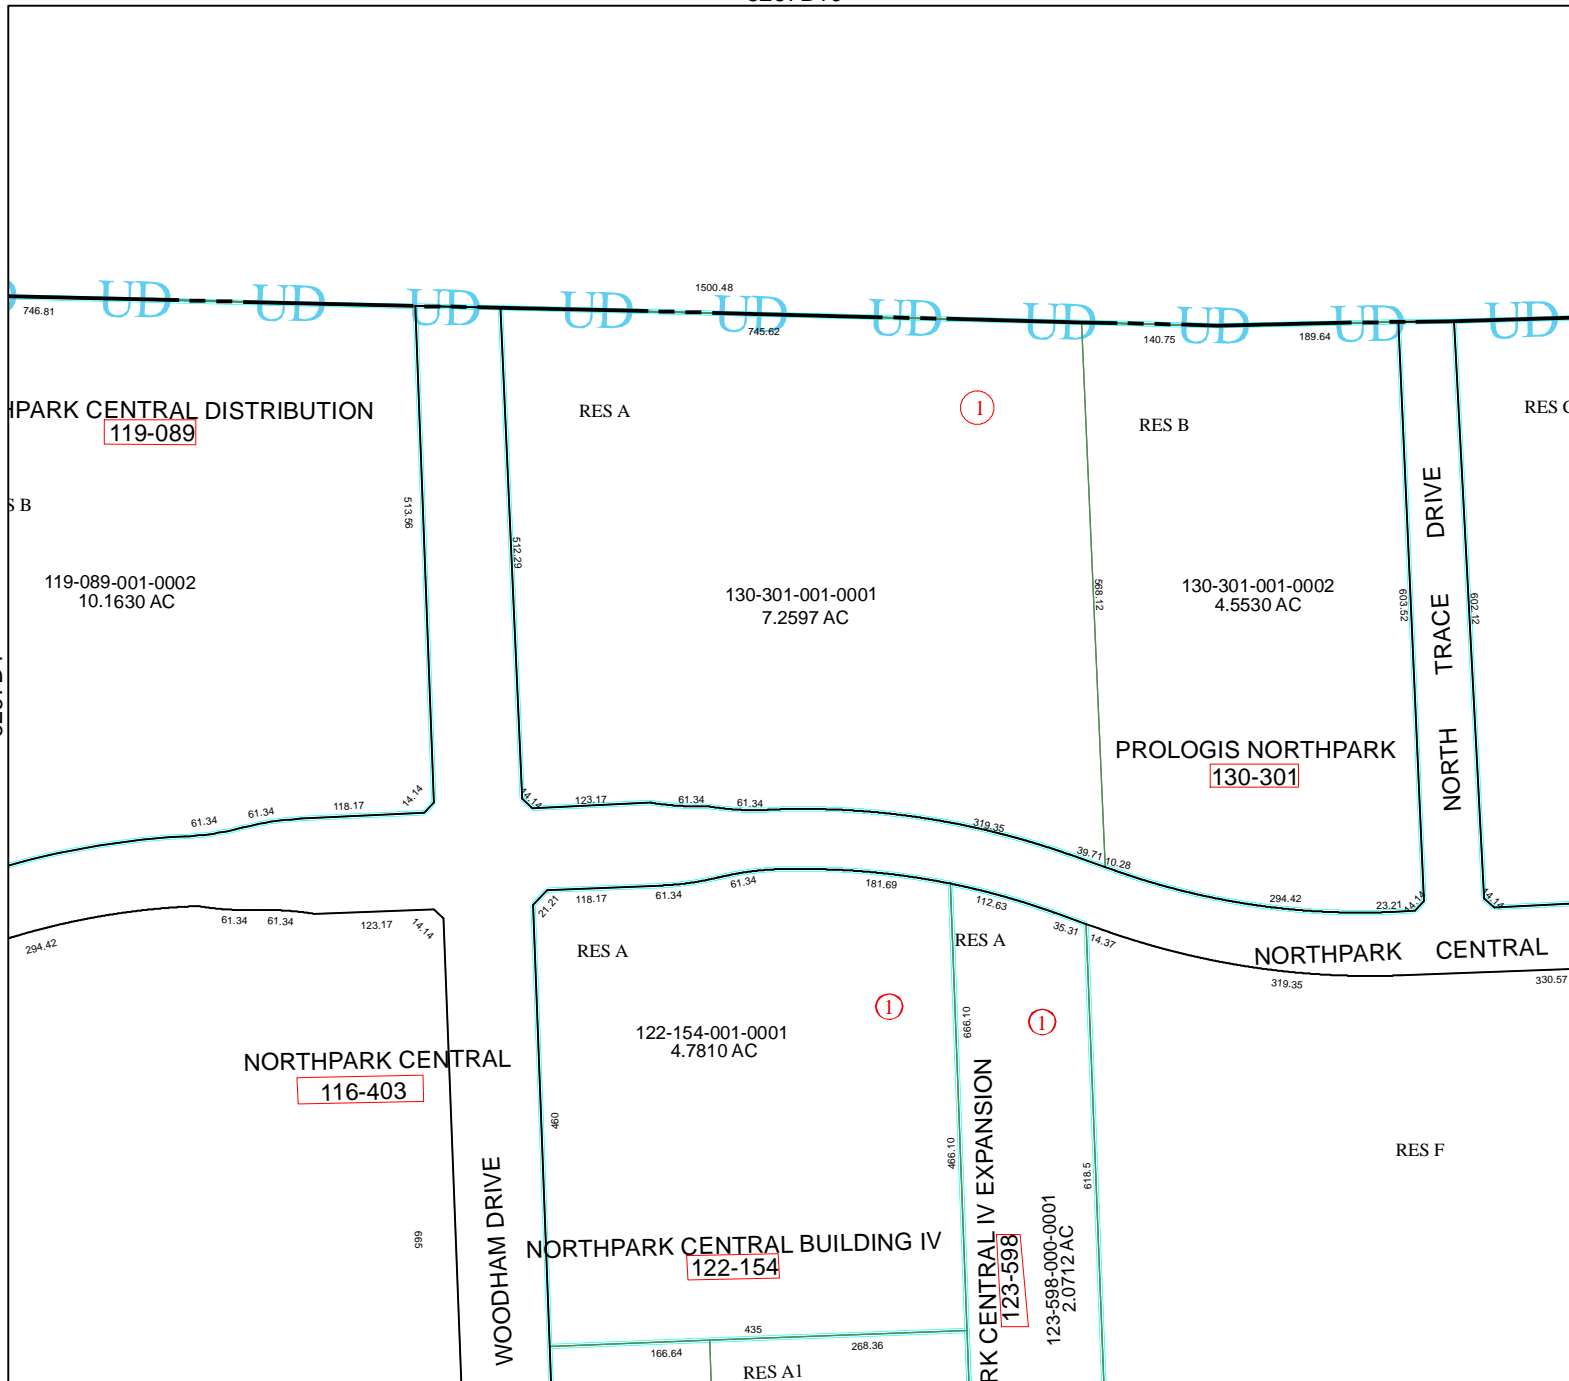 UD UD UD UD UD UD UD UD UD UD
1500.48
746.81
745.62
140.75
189.64
CENTRAL DISTRIBUTION
119-089
RES A
1
RES B
RES
B
513.56
512.29
119-089-001-0002
10.1630 AC
130-301-001-0001
7.2597 AC
568.12
130-301-001-0002
4.5530 AC
603.52
602.12
NORTH TRACE DRIVE
PROLOGIS NORTHPARK
130-301
61.34
61.34
118.17
14.14
14.14
123.17
61.34
61.34
319.35
39.71
10.28
294.42
23.21
14.14
14.14
294.42
61.34
61.34
123.17
14.14
21.21
118.17
61.34
61.34
181.69
112.63
35.31
14.37
319.35
330.57
NORTHPARK CENTRAL
RES A
RES A
1
1
122-154-001-0001
4.7810 AC
NORTHPARK CENTRAL
116-403
666.10
460
466.10
618.5
665
RES F
WOODHAM DRIVE
NORTHPARK CENTRAL BUILDING IV
122-154
CENTRAL IV EXPANSION
123-598
123-598-000-0001
2.0712 AC
435
166.64
268.36
RES A1